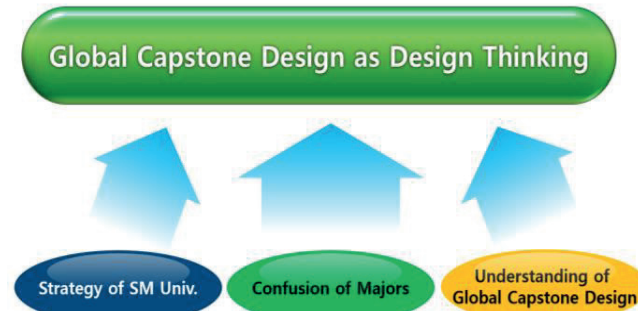 Global Capstone Design as Design Thinking
Strategy of SM Univ.
Confusion of Majors
Understanding of
Global Capstone Design